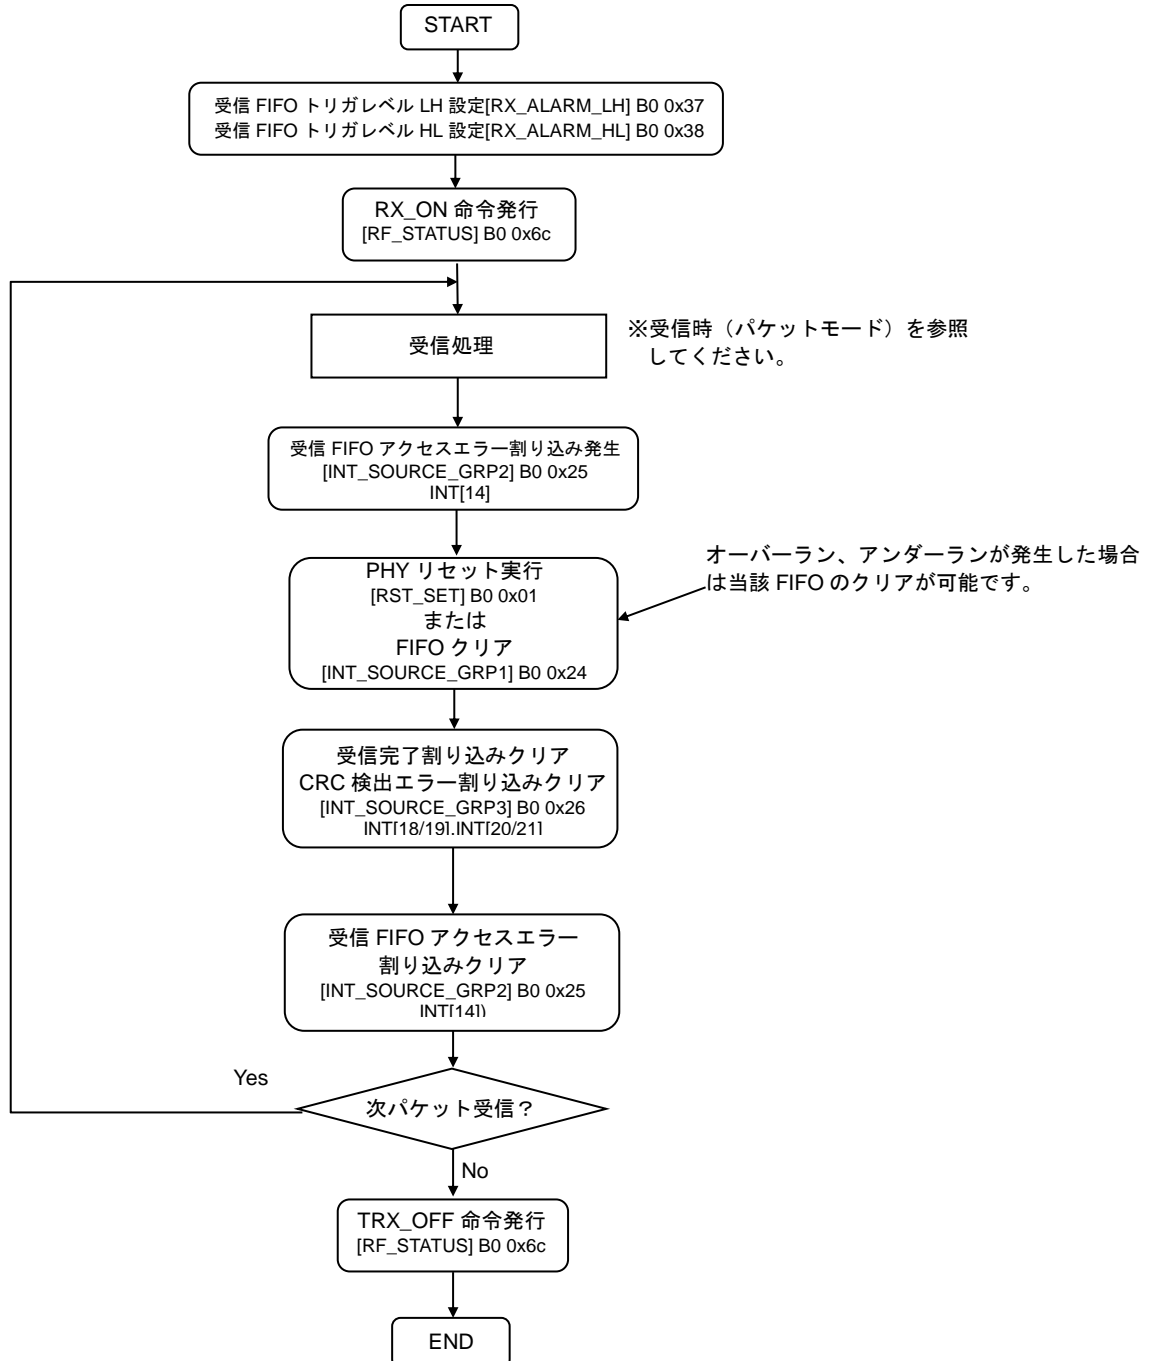 START
受信 FIFO トリガレベル LH 設定[RX_ALARM_LH] B0 0x37
受信 FIFO トリガレベル HL 設定[RX_ALARM_HL] B0 0x38
RX_ON 命令発行
[RF_STATUS] B0 0x6c
受信処理
※受信時（パケットモード）を参照
してください。
受信 FIFO アクセスエラー割り込み発生
[INT_SOURCE_GRP2] B0 0x25
INT[14]
PHY リセット実行
[RST_SET] B0 0x01
または
FIFO クリア
[INT_SOURCE_GRP1] B0 0x24
オーバーラン、アンダーランが発生した場合
は当該 FIFO のクリアが可能です。
受信完了割り込みクリア
CRC 検出エラー割り込みクリア
[INT_SOURCE_GRP3] B0 0x26
INT[18/19].INT[20/21]
受信 FIFO アクセスエラー
割り込みクリア
[INT_SOURCE_GRP2] B0 0x25
INT[14])
Yes
次パケット受信？
No
TRX_OFF 命令発行
[RF_STATUS] B0 0x6c
END